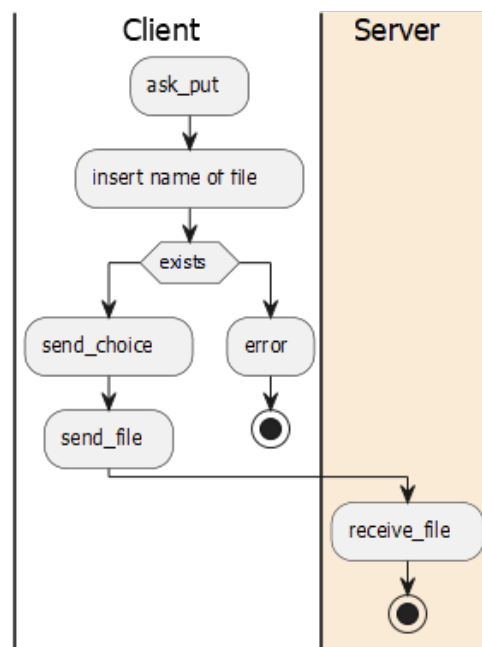 Client
Server
ask_put
insert name of file
exists
send_choice
error
send_file
receive_file